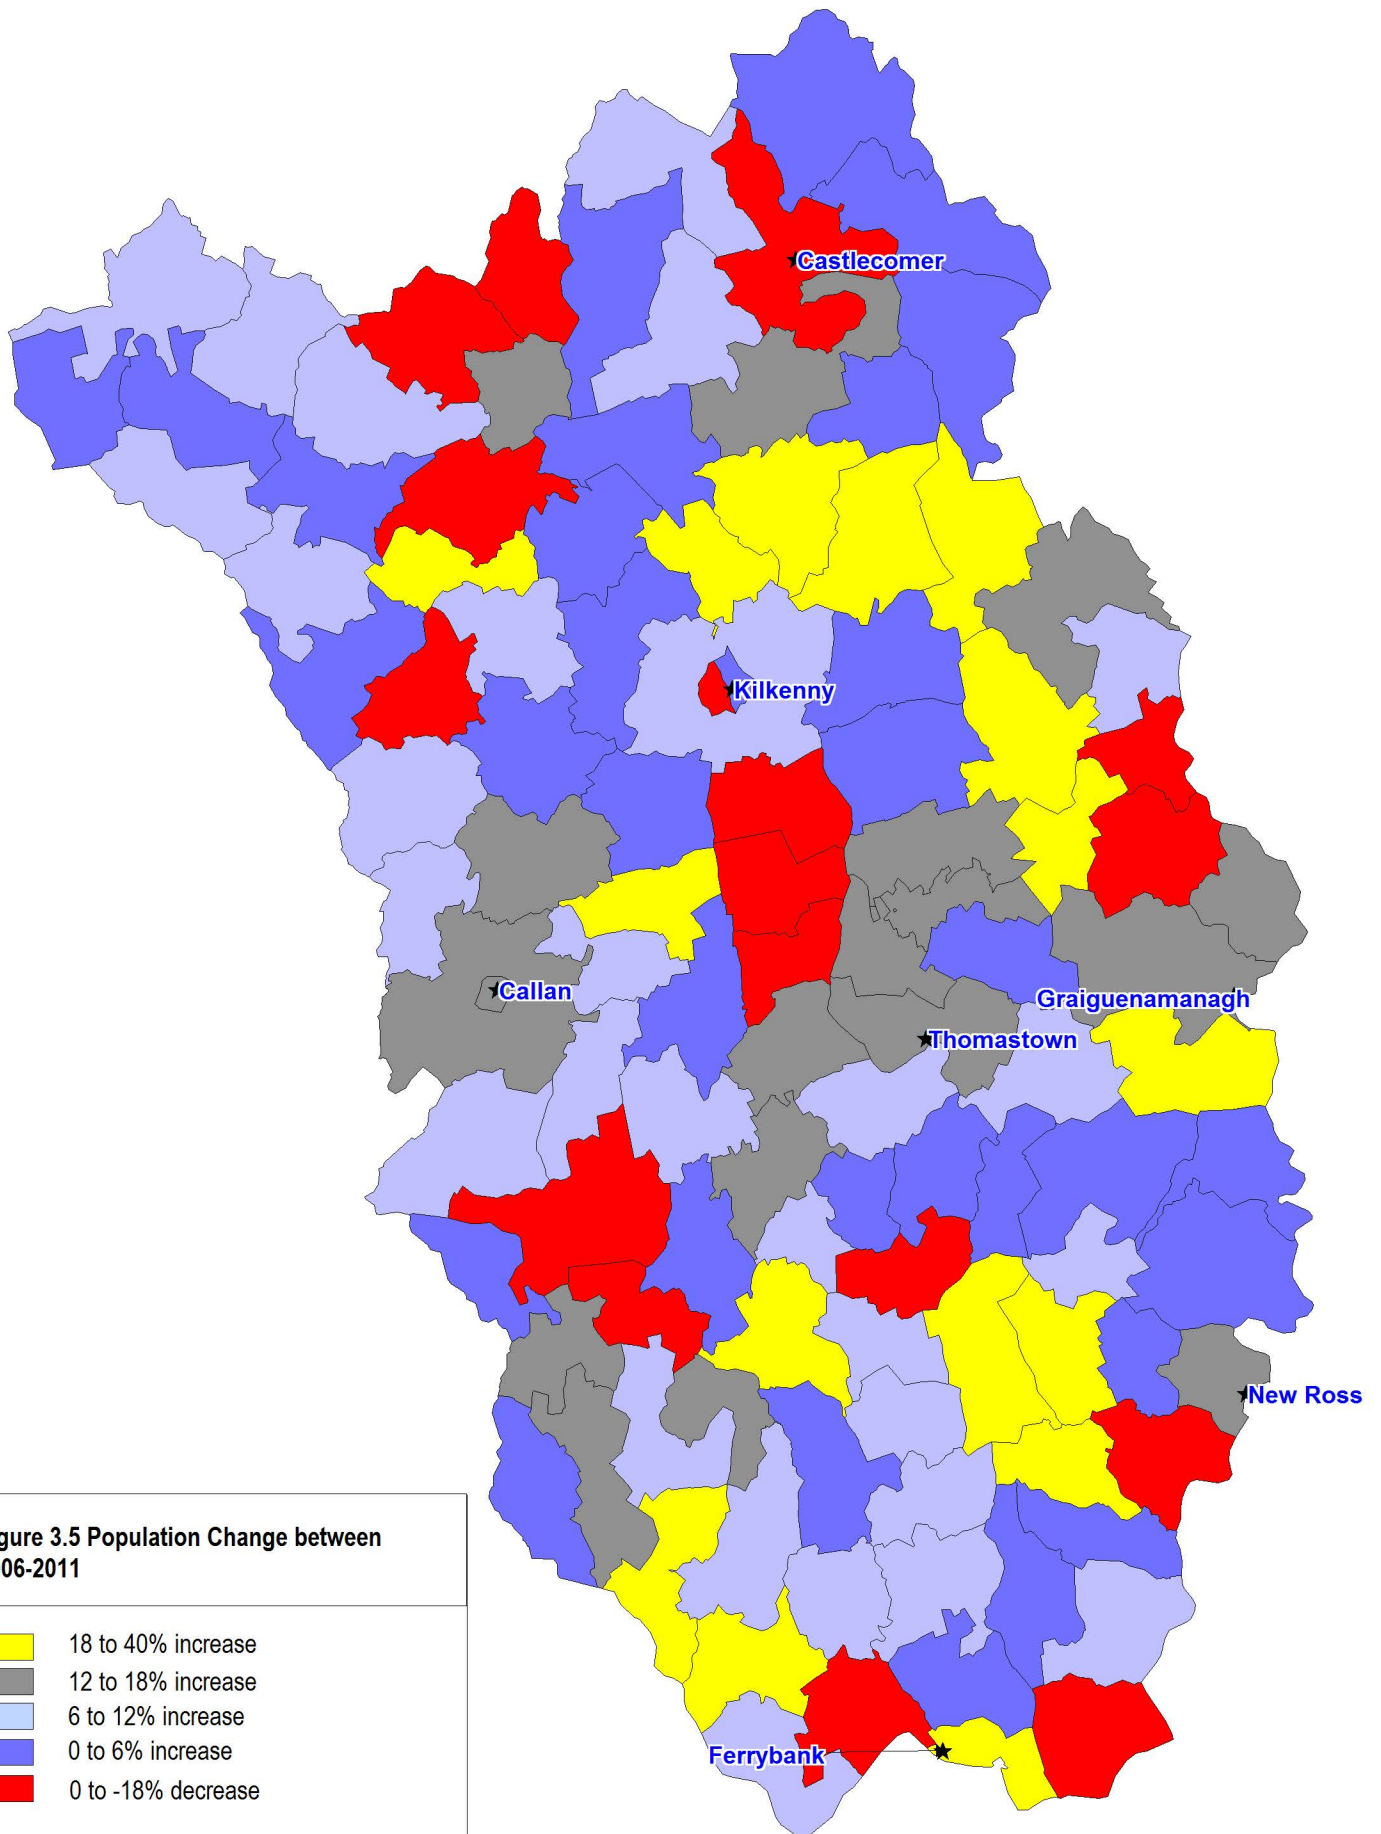 Castlecomer
Kilkenny
Callan
Graiguenamanagh
Thomastown
New Ross
Ferrybank
gure 3.5 Population Change between
06-2011
18 to 40% increase
12 to 18% increase
6 to 12% increase
0 to 6% increase
0 to -18% decrease